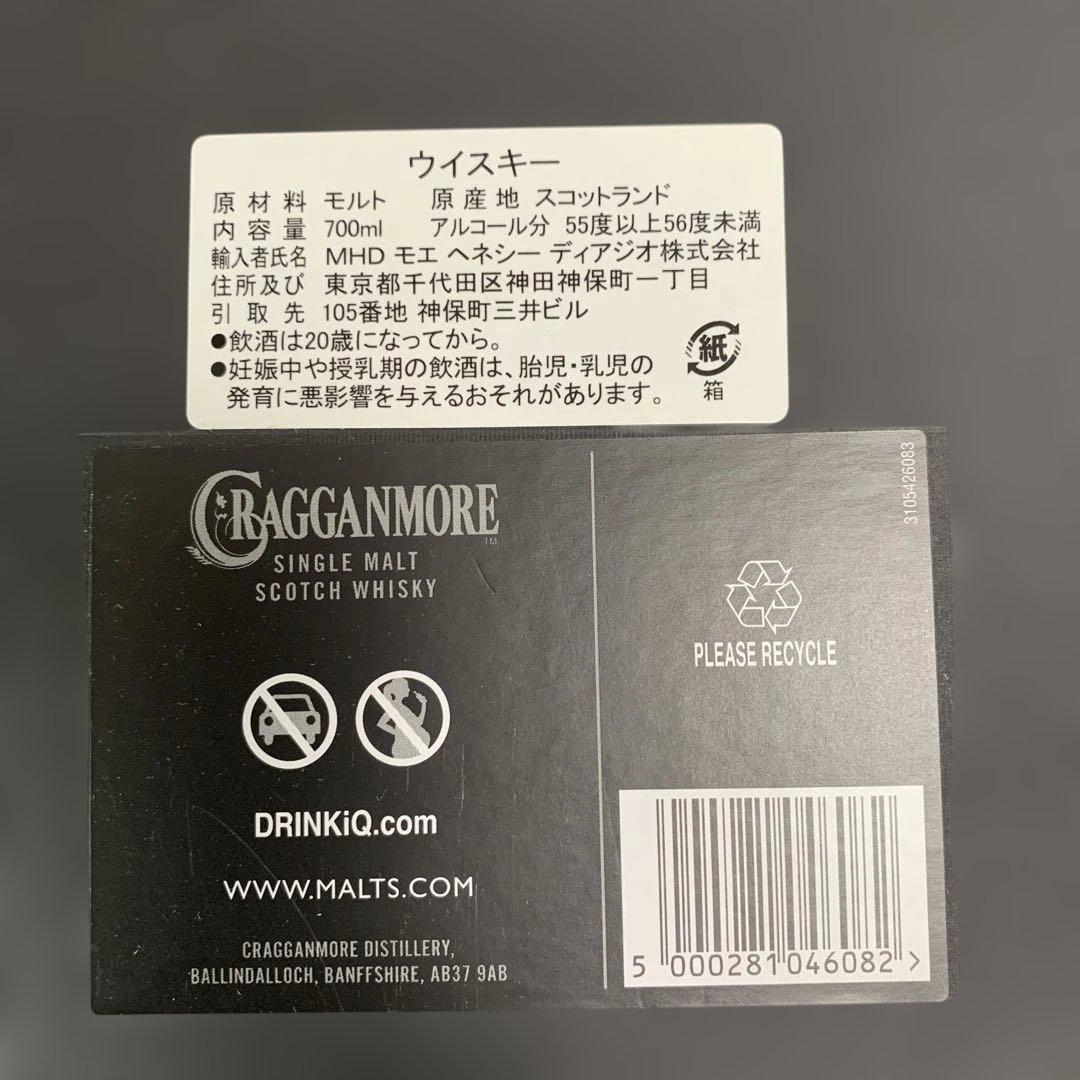 ウイスキー
原材料 モルト 原産地 スコットランド
内容量 700ml アルコール分 55度以上56度未満
輸入者氏名 MHD モエ ヘネシー ディアジオ株式会社
住所及び 東京都千代田区神田神保町一丁目
引取先 105番地 神保町三井ビル
●飲酒は20歳になってから。
●妊娠中や授乳期の飲酒は、胎児・乳児の
発育に悪影響を与えるおそれがあります。
紙
箱
CRAGGANMORE™
SINGLE MALT
SCOTCH WHISKY
DRINKiQ.com
WWW.MALTS.COM
CRAGGANMORE DISTILLERY,
BALLINDALLOCH, BANFFSHIRE, AB37 9AB
3105426083
PLEASE RECYCLE
5 000281 046082 >